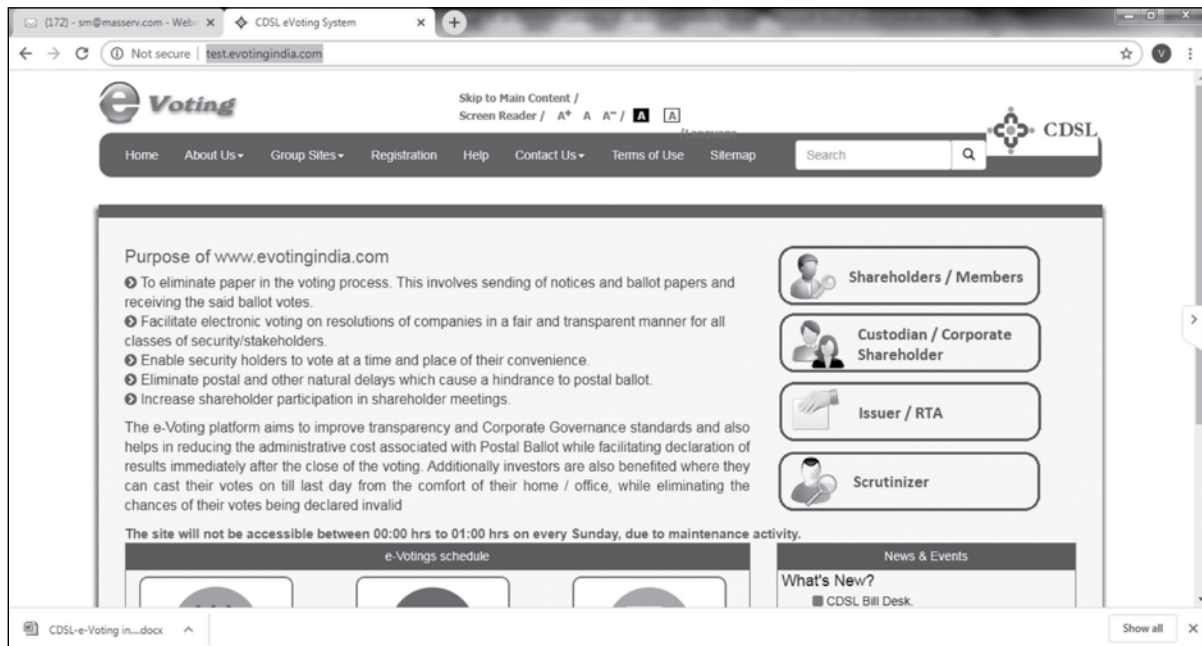 (172) - sm@masserv.com - Web
CDSL eVoting System
Not secure | test.evotingindia.com
V
e Voting
Skip to Main Content /
Screen Reader / A+ A A- / A A
CDSL
Home About Us Group Sites Registration Help Contact Us Terms of Use Sitemap Search
Purpose of www.evotingindia.com
To eliminate paper in the voting process. This involves sending of notices and ballot papers and
receiving the said ballot votes.
Facilitate electronic voting on resolutions of companies in a fair and transparent manner for all
classes of security/stakeholders.
Enable security holders to vote at a time and place of their convenience.
Eliminate postal and other natural delays which cause a hindrance to postal ballot.
Increase shareholder participation in shareholder meetings.
The e-Voting platform aims to improve transparency and Corporate Governance standards and also
helps in reducing the administrative cost associated with Postal Ballot while facilitating declaration of
results immediately after the close of the voting. Additionally investors are also benefited where they
can cast their votes on till last day from the comfort of their home / office, while eliminating the
chances of their votes being declared invalid
Shareholders / Members
Custodian / Corporate
Shareholder
Issuer / RTA
Scrutinizer
The site will not be accessible between 00:00 hrs to 01:00 hrs on every Sunday, due to maintenance activity.
e-Votings schedule
News & Events
What's New?
CDSL Bill Desk.
CDSL-e-Voting in....docx
Show all